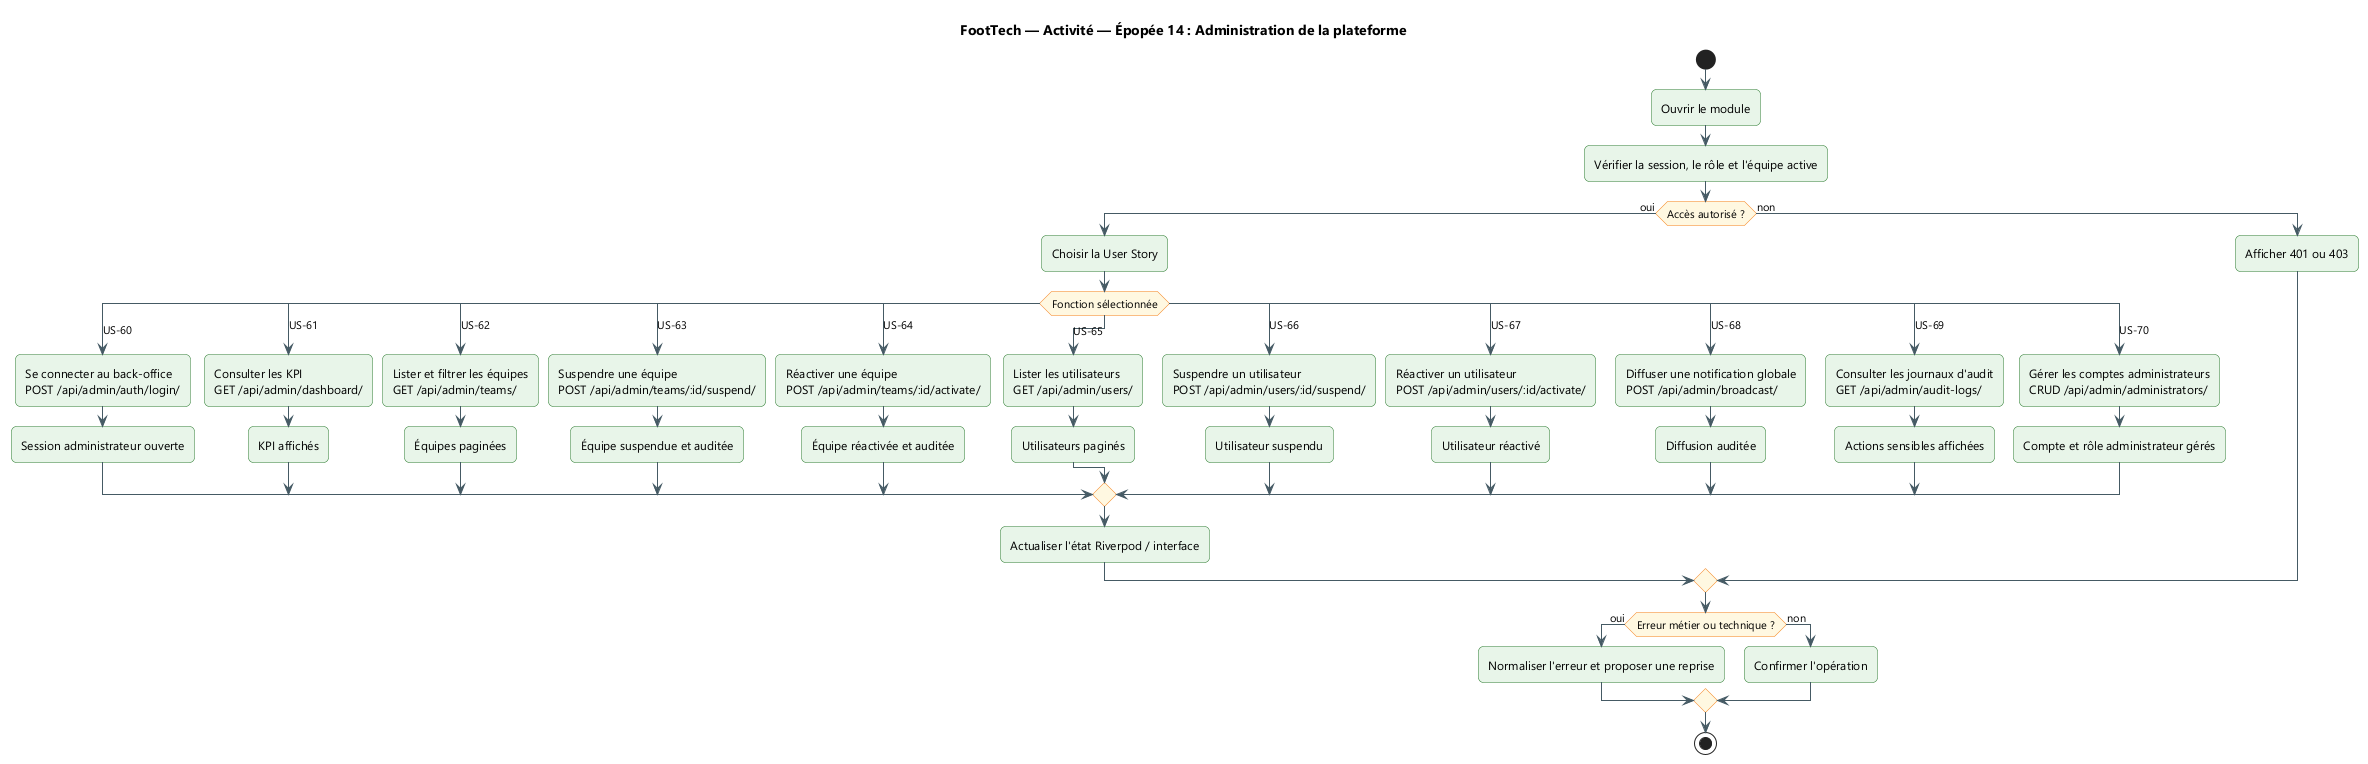 FootTech — Activité — Épopée 14 : Administration de la plateforme
Ouvrir le module
Vérifier la session, le rôle et l'équipe active
Accès autorisé ?
oui
non
Choisir la User Story
Afficher 401 ou 403
Fonction sélectionnée
US-60
Se connecter au back-office
POST /api/admin/auth/login/
Session administrateur ouverte
US-61
Consulter les KPI
GET /api/admin/dashboard/
KPI affichés
US-62
Lister et filtrer les équipes
GET /api/admin/teams/
Équipes paginées
US-63
Suspendre une équipe
POST /api/admin/teams/:id/suspend/
Équipe suspendue et auditée
US-64
Réactiver une équipe
POST /api/admin/teams/:id/activate/
Équipe réactivée et auditée
US-65
Lister les utilisateurs
GET /api/admin/users/
Utilisateurs paginés
US-66
Suspendre un utilisateur
POST /api/admin/users/:id/suspend/
Utilisateur suspendu
US-67
Réactiver un utilisateur
POST /api/admin/users/:id/activate/
Utilisateur réactivé
US-68
Diffuser une notification globale
POST /api/admin/broadcast/
Diffusion auditée
US-69
Consulter les journaux d'audit
GET /api/admin/audit-logs/
Actions sensibles affichées
US-70
Gérer les comptes administrateurs
CRUD /api/admin/administrators/
Compte et rôle administrateur gérés
Actualiser l'état Riverpod / interface
Erreur métier ou technique ?
oui
non
Normaliser l'erreur et proposer une reprise
Confirmer l'opération